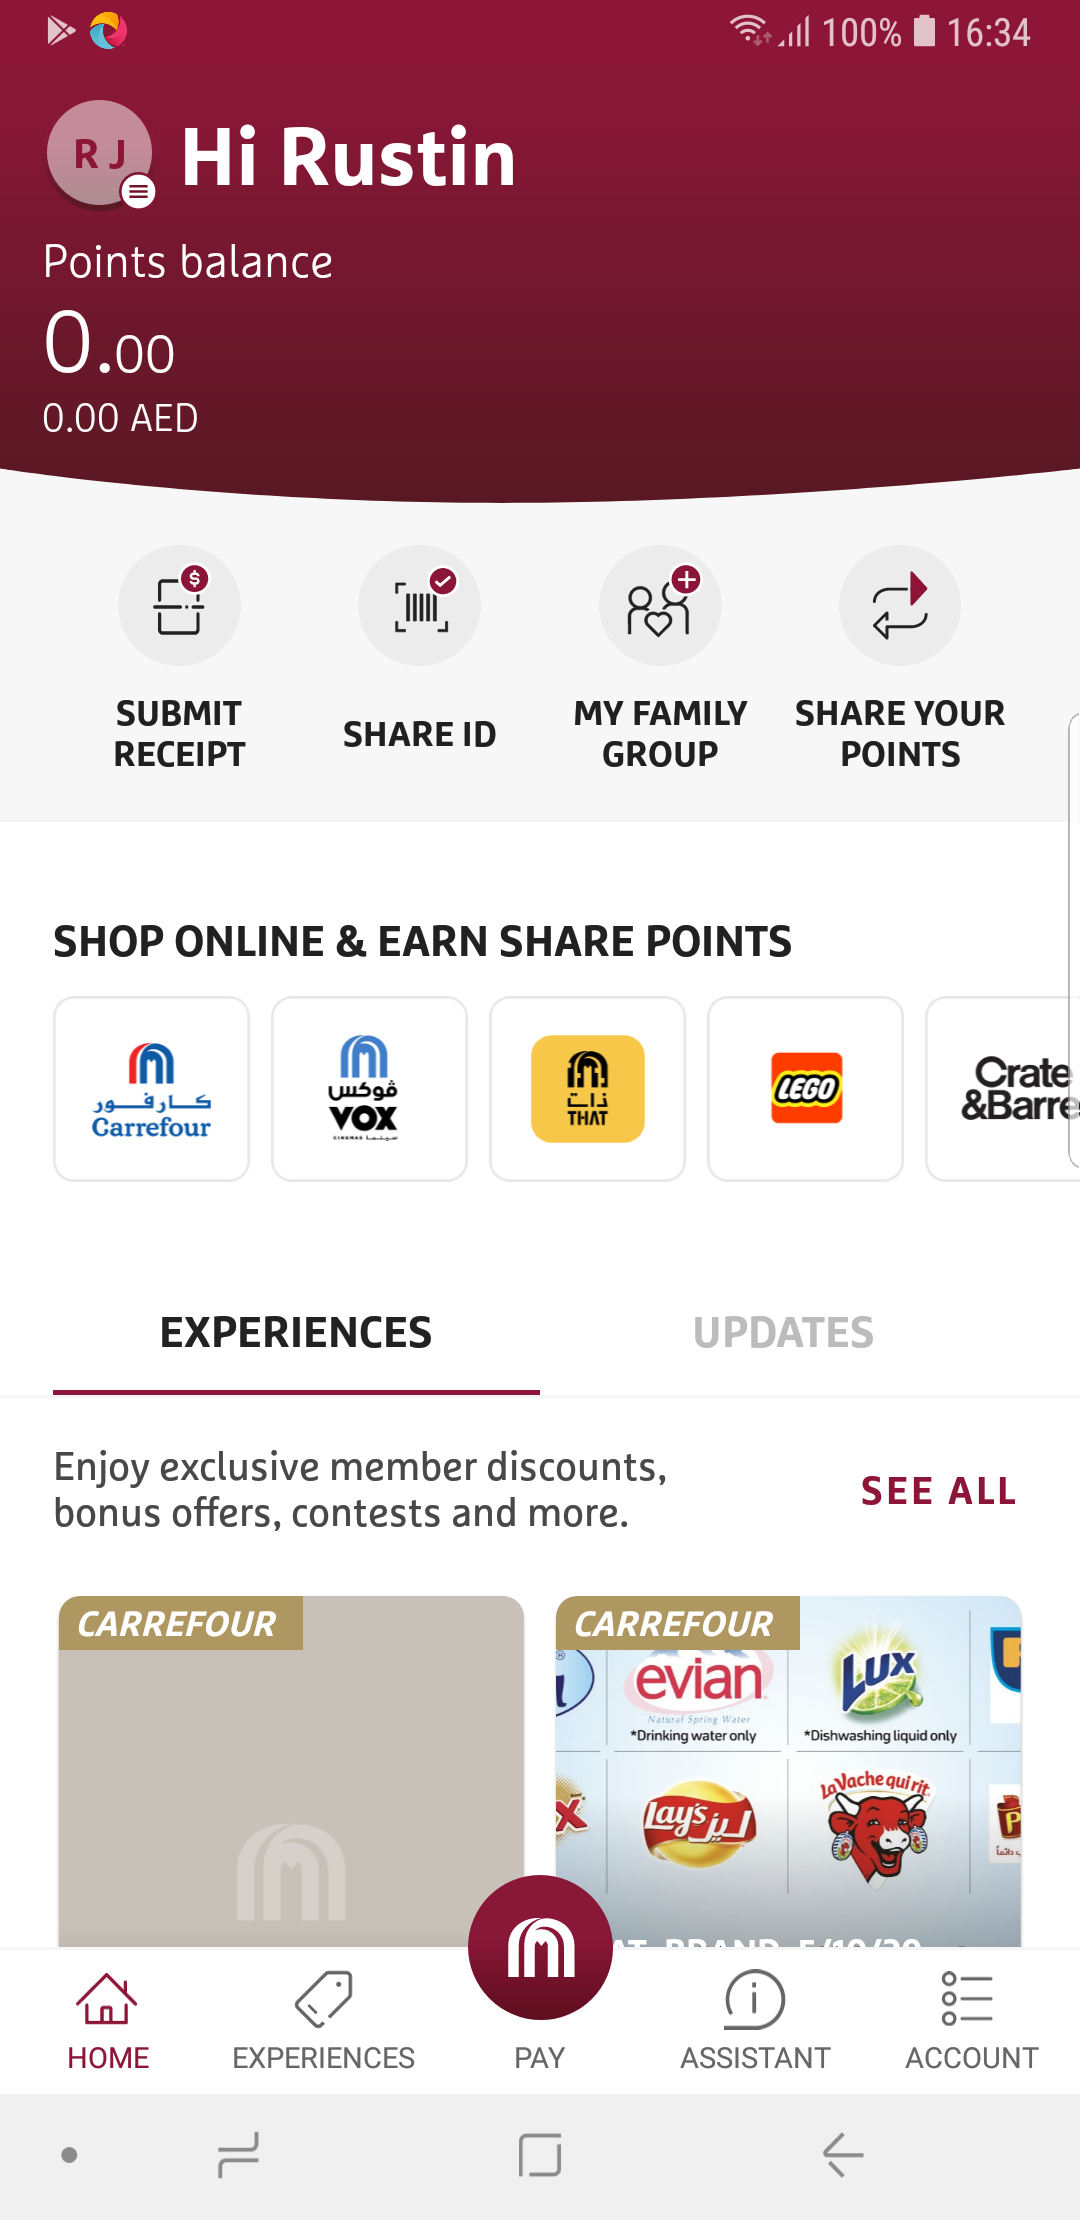 100% 16:34
R J
Hi Rustin
Points balance
0.00
0.00 AED
SUBMIT RECEIPT
SHARE ID
MY FAMILY GROUP
SHARE YOUR POINTS
SHOP ONLINE & EARN SHARE POINTS
كارفور
Carrefour
ڤوكس
VOX
CINEMAS سينما
ذات
THAT
LEGO
Crate
&Barre
EXPERIENCES
UPDATES
Enjoy exclusive member discounts,
bonus offers, contests and more.
SEE ALL
CARREFOUR
CARREFOUR
evian
Natural Spring Water
*Drinking water only
LUX
*Dishwashing liquid only
Lay's ليز
La Vache qui rit
HOME
EXPERIENCES
PAY
ASSISTANT
ACCOUNT